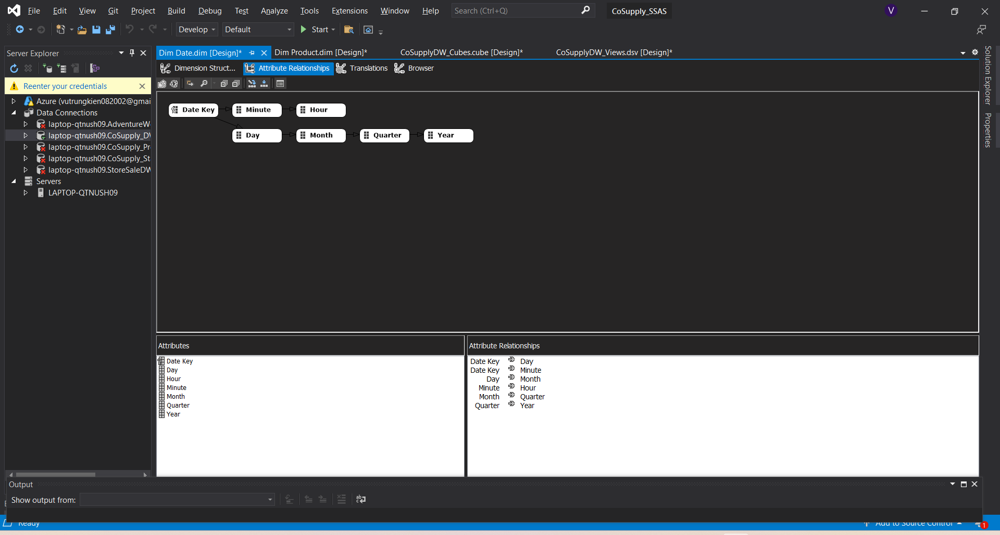 File Edit View Git Project Build Debug Test Analyze Tools Extensions Window Help Search (Ctrl+Q) CoSupply_SSAS V
Develop Default Start
Server Explorer
Dim Date.dim [Design]* Dim Product.dim [Design]* CoSupplyDW_Cubes.cube [Design]* CoSupplyDW_Views.dsv [Design]*
Dimension Struct... Attribute Relationships Translations Browser
Reenter your credentials
Azure (vutrungkien082002@gmai
Data Connections
laptop-qtnush09.AdventureW
laptop-qtnush09.CoSupply_DW
laptop-qtnush09.CoSupply_Pr
laptop-qtnush09.CoSupply_St
laptop-qtnush09.StoreSaleDW
Servers
LAPTOP-QTNUSH09
Date Key Minute Hour
Day Month Quarter Year
Solution Explorer
Properties
Attributes
Date Key
Day
Hour
Minute
Month
Quarter
Year
Attribute Relationships
Date Key Day
Date Key Minute
Day Month
Minute Hour
Month Quarter
Quarter Year
Output
Show output from:
Ready Add to Source Control 1